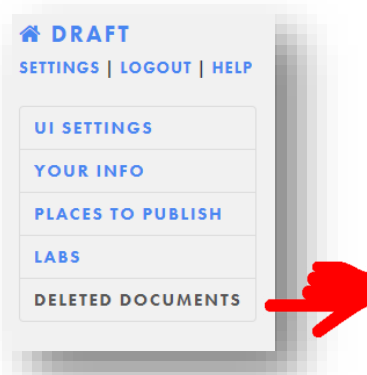 DRAFT
SETTINGS | LOGOUT | HELP
UI SETTINGS
YOUR INFO
PLACES TO PUBLISH
LABS
DELETED DOCUMENTS